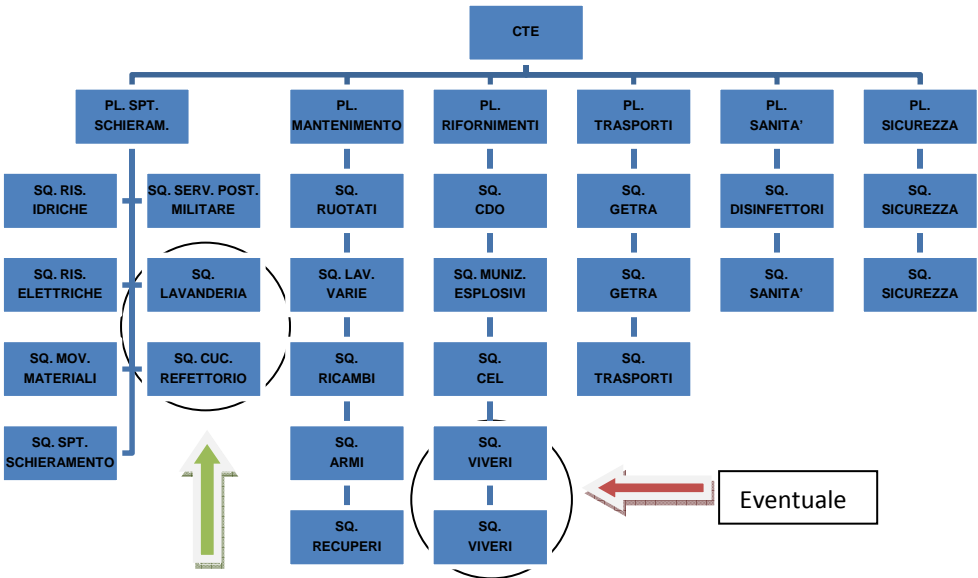 CTE
PL. SPT.
SCHIERAM.
PL.
MANTENIMENTO
PL.
RIFORNIMENTI
PL.
TRASPORTI
PL.
SANITA’
PL.
SICUREZZA
SQ. RIS.
IDRICHE
SQ. SERV. POST.
MILITARE
SQ.
RUOTATI
SQ.
CDO
SQ.
GETRA
SQ.
DISINFETTORI
SQ.
SICUREZZA
SQ. RIS.
ELETTRICHE
SQ.
LAVANDERIA
SQ. LAV.
VARIE
SQ. MUNIZ.
ESPLOSIVI
SQ.
GETRA
SQ.
SANITA’
SQ.
SICUREZZA
SQ. MOV.
MATERIALI
SQ. CUC.
REFETTORIO
SQ.
RICAMBI
SQ.
CEL
SQ.
TRASPORTI
SQ. SPT.
SCHIERAMENTO
SQ.
ARMI
SQ.
VIVERI
SQ.
RECUPERI
SQ.
VIVERI
Eventuale